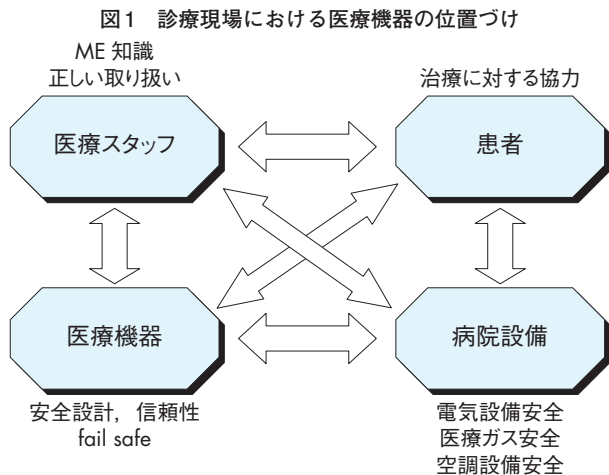 図1 診療現場における医療機器の位置づけ
ME 知識
正しい取り扱い
治療に対する協力
医療スタッフ
患者
医療機器
病院設備
安全設計，信頼性
fail safe
電気設備安全
医療ガス安全
空調設備安全